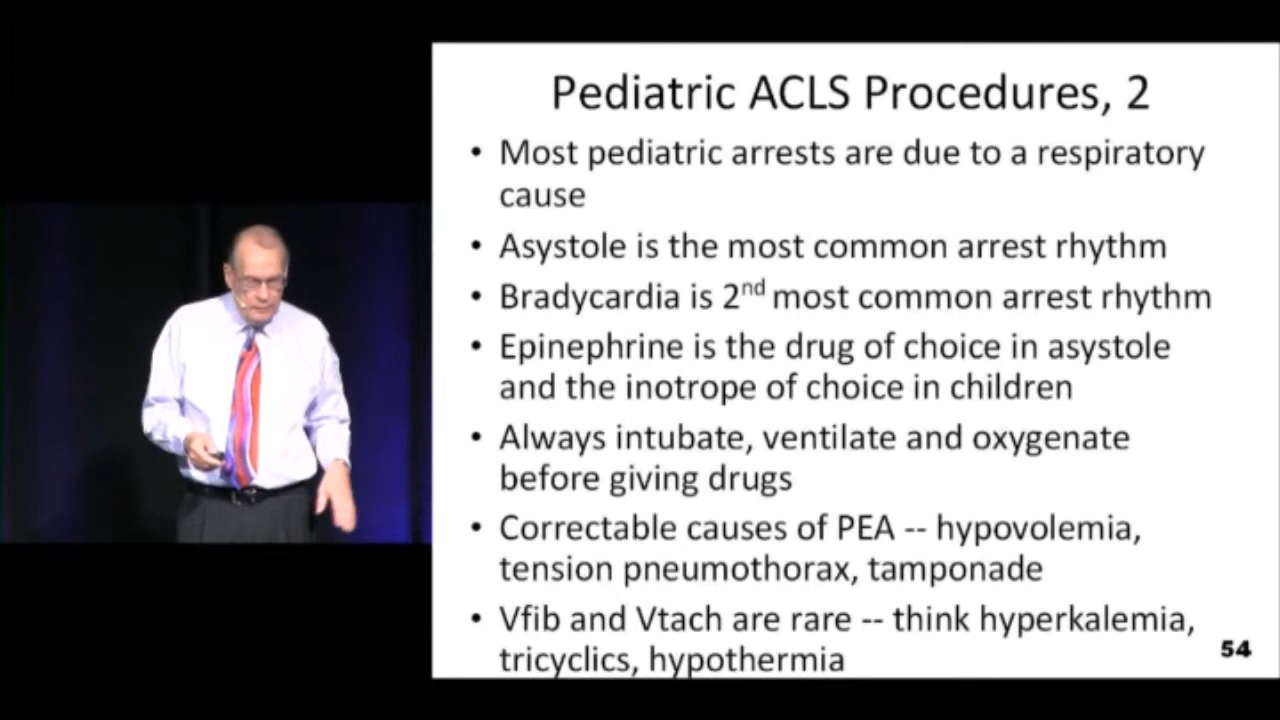 Pediatric ACLS Procedures, 2
• Most pediatric arrests are due to a respiratory
cause
• Asystole is the most common arrest rhythm
• Bradycardia is 2nd most common arrest rhythm
• Epinephrine is the drug of choice in asystole
and the inotrope of choice in children
• Always intubate, ventilate and oxygenate
before giving drugs
• Correctable causes of PEA -- hypovolemia,
tension pneumothorax, tamponade
• Vfib and Vtach are rare -- think hyperkalemia,
tricyclics, hypothermia
54